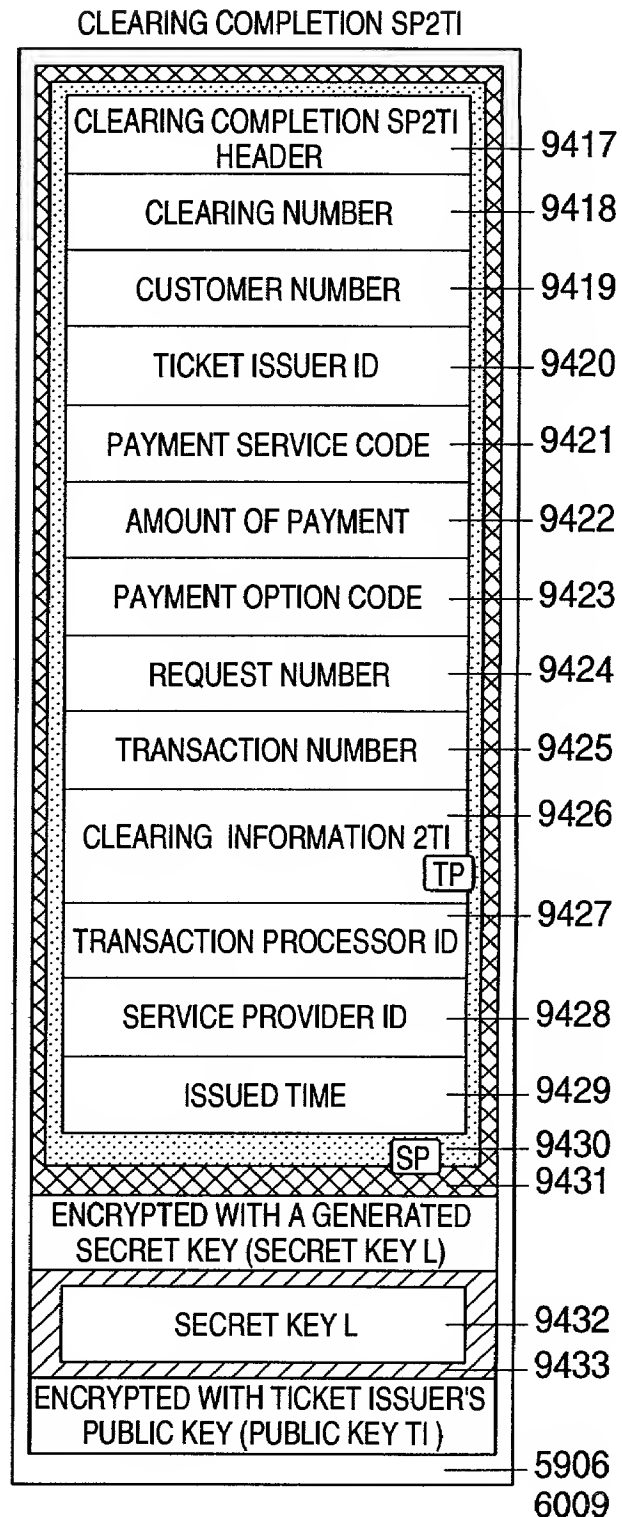 CLEARING COMPLETION SP2TI
CLEARING COMPLETION SP2TI
HEADER
9417
CLEARING NUMBER
9418
CUSTOMER NUMBER
9419
TICKET ISSUER ID
9420
PAYMENT SERVICE CODE
9421
AMOUNT OF PAYMENT
9422
PAYMENT OPTION CODE
9423
REQUEST NUMBER
9424
TRANSACTION NUMBER
9425
CLEARING INFORMATION 2TI
9426
TP
TRANSACTION PROCESSOR ID
9427
SERVICE PROVIDER ID
9428
ISSUED TIME
9429
SP
9430
9431
ENCRYPTED WITH A GENERATED
SECRET KEY (SECRET KEY L)
SECRET KEY L
9432
9433
ENCRYPTED WITH TICKET ISSUER'S
PUBLIC KEY (PUBLIC KEY TI )
5906
6009